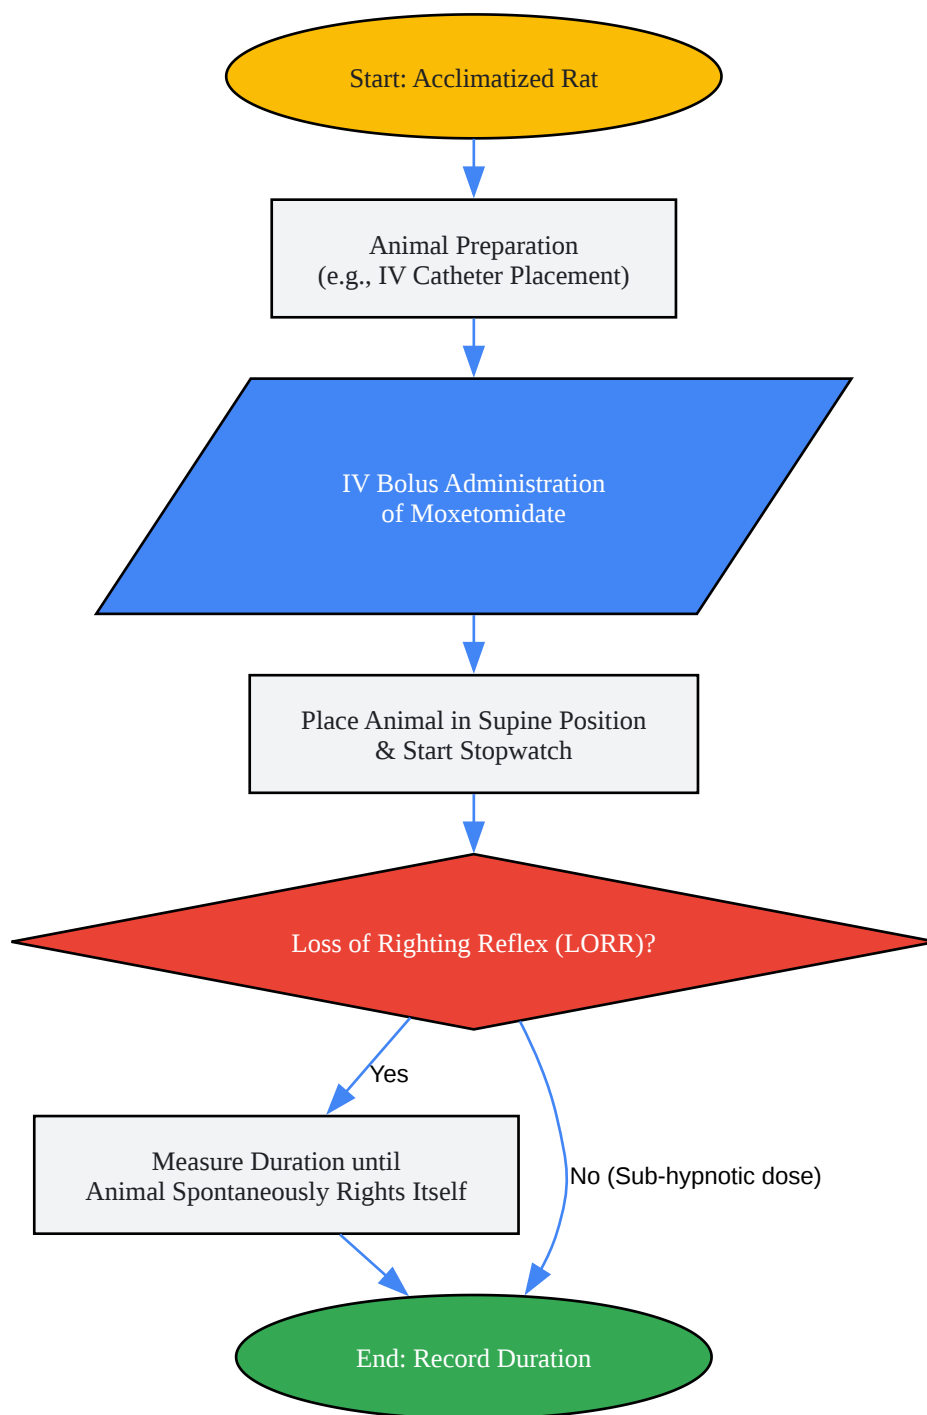 Start: Acclimatized Rat
Animal Preparation
(e.g., IV Catheter Placement)
IV Bolus Administration
of Moxetomidate
Place Animal in Supine Position
& Start Stopwatch
Loss of Righting Reflex (LORR)?
Yes
Measure Duration until
Animal Spontaneously Rights Itself
No (Sub-hypnotic dose)
End: Record Duration